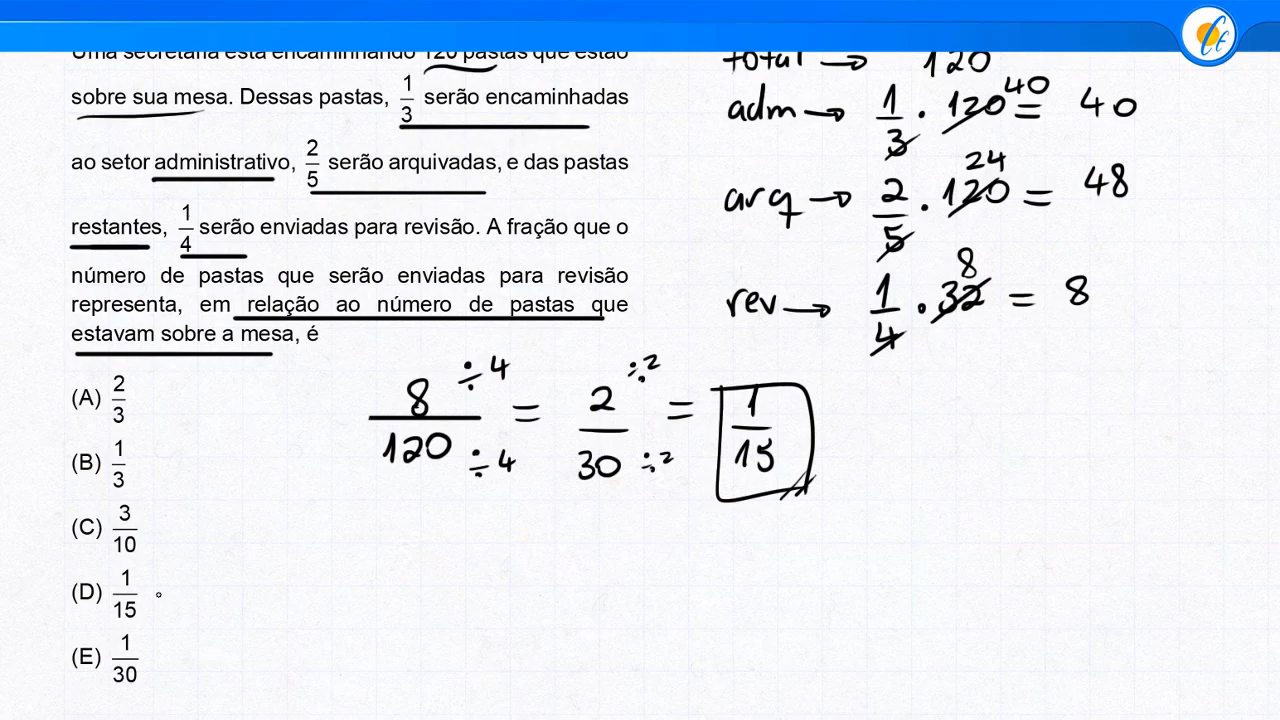 Uma secretária está encaminhando 120 pastas que estão
sobre sua mesa. Dessas pastas, 1/3 serão encaminhadas
ao setor administrativo, 2/5 serão arquivadas, e das pastas
restantes, 1/4 serão enviadas para revisão. A fração que o
número de pastas que serão enviadas para revisão
representa, em relação ao número de pastas que
estavam sobre a mesa, é
(A) 2/3
(B) 1/3
(C) 3/10
(D) 1/15
(E) 1/30
total → 120
adm → 1/3 · 120 40 = 40
arq → 2/5 · 120 24 = 48
rev → 1/4 · 32 8 = 8
8/120 ÷4 ÷4 = 2/30 ÷2 ÷2 = 1/15